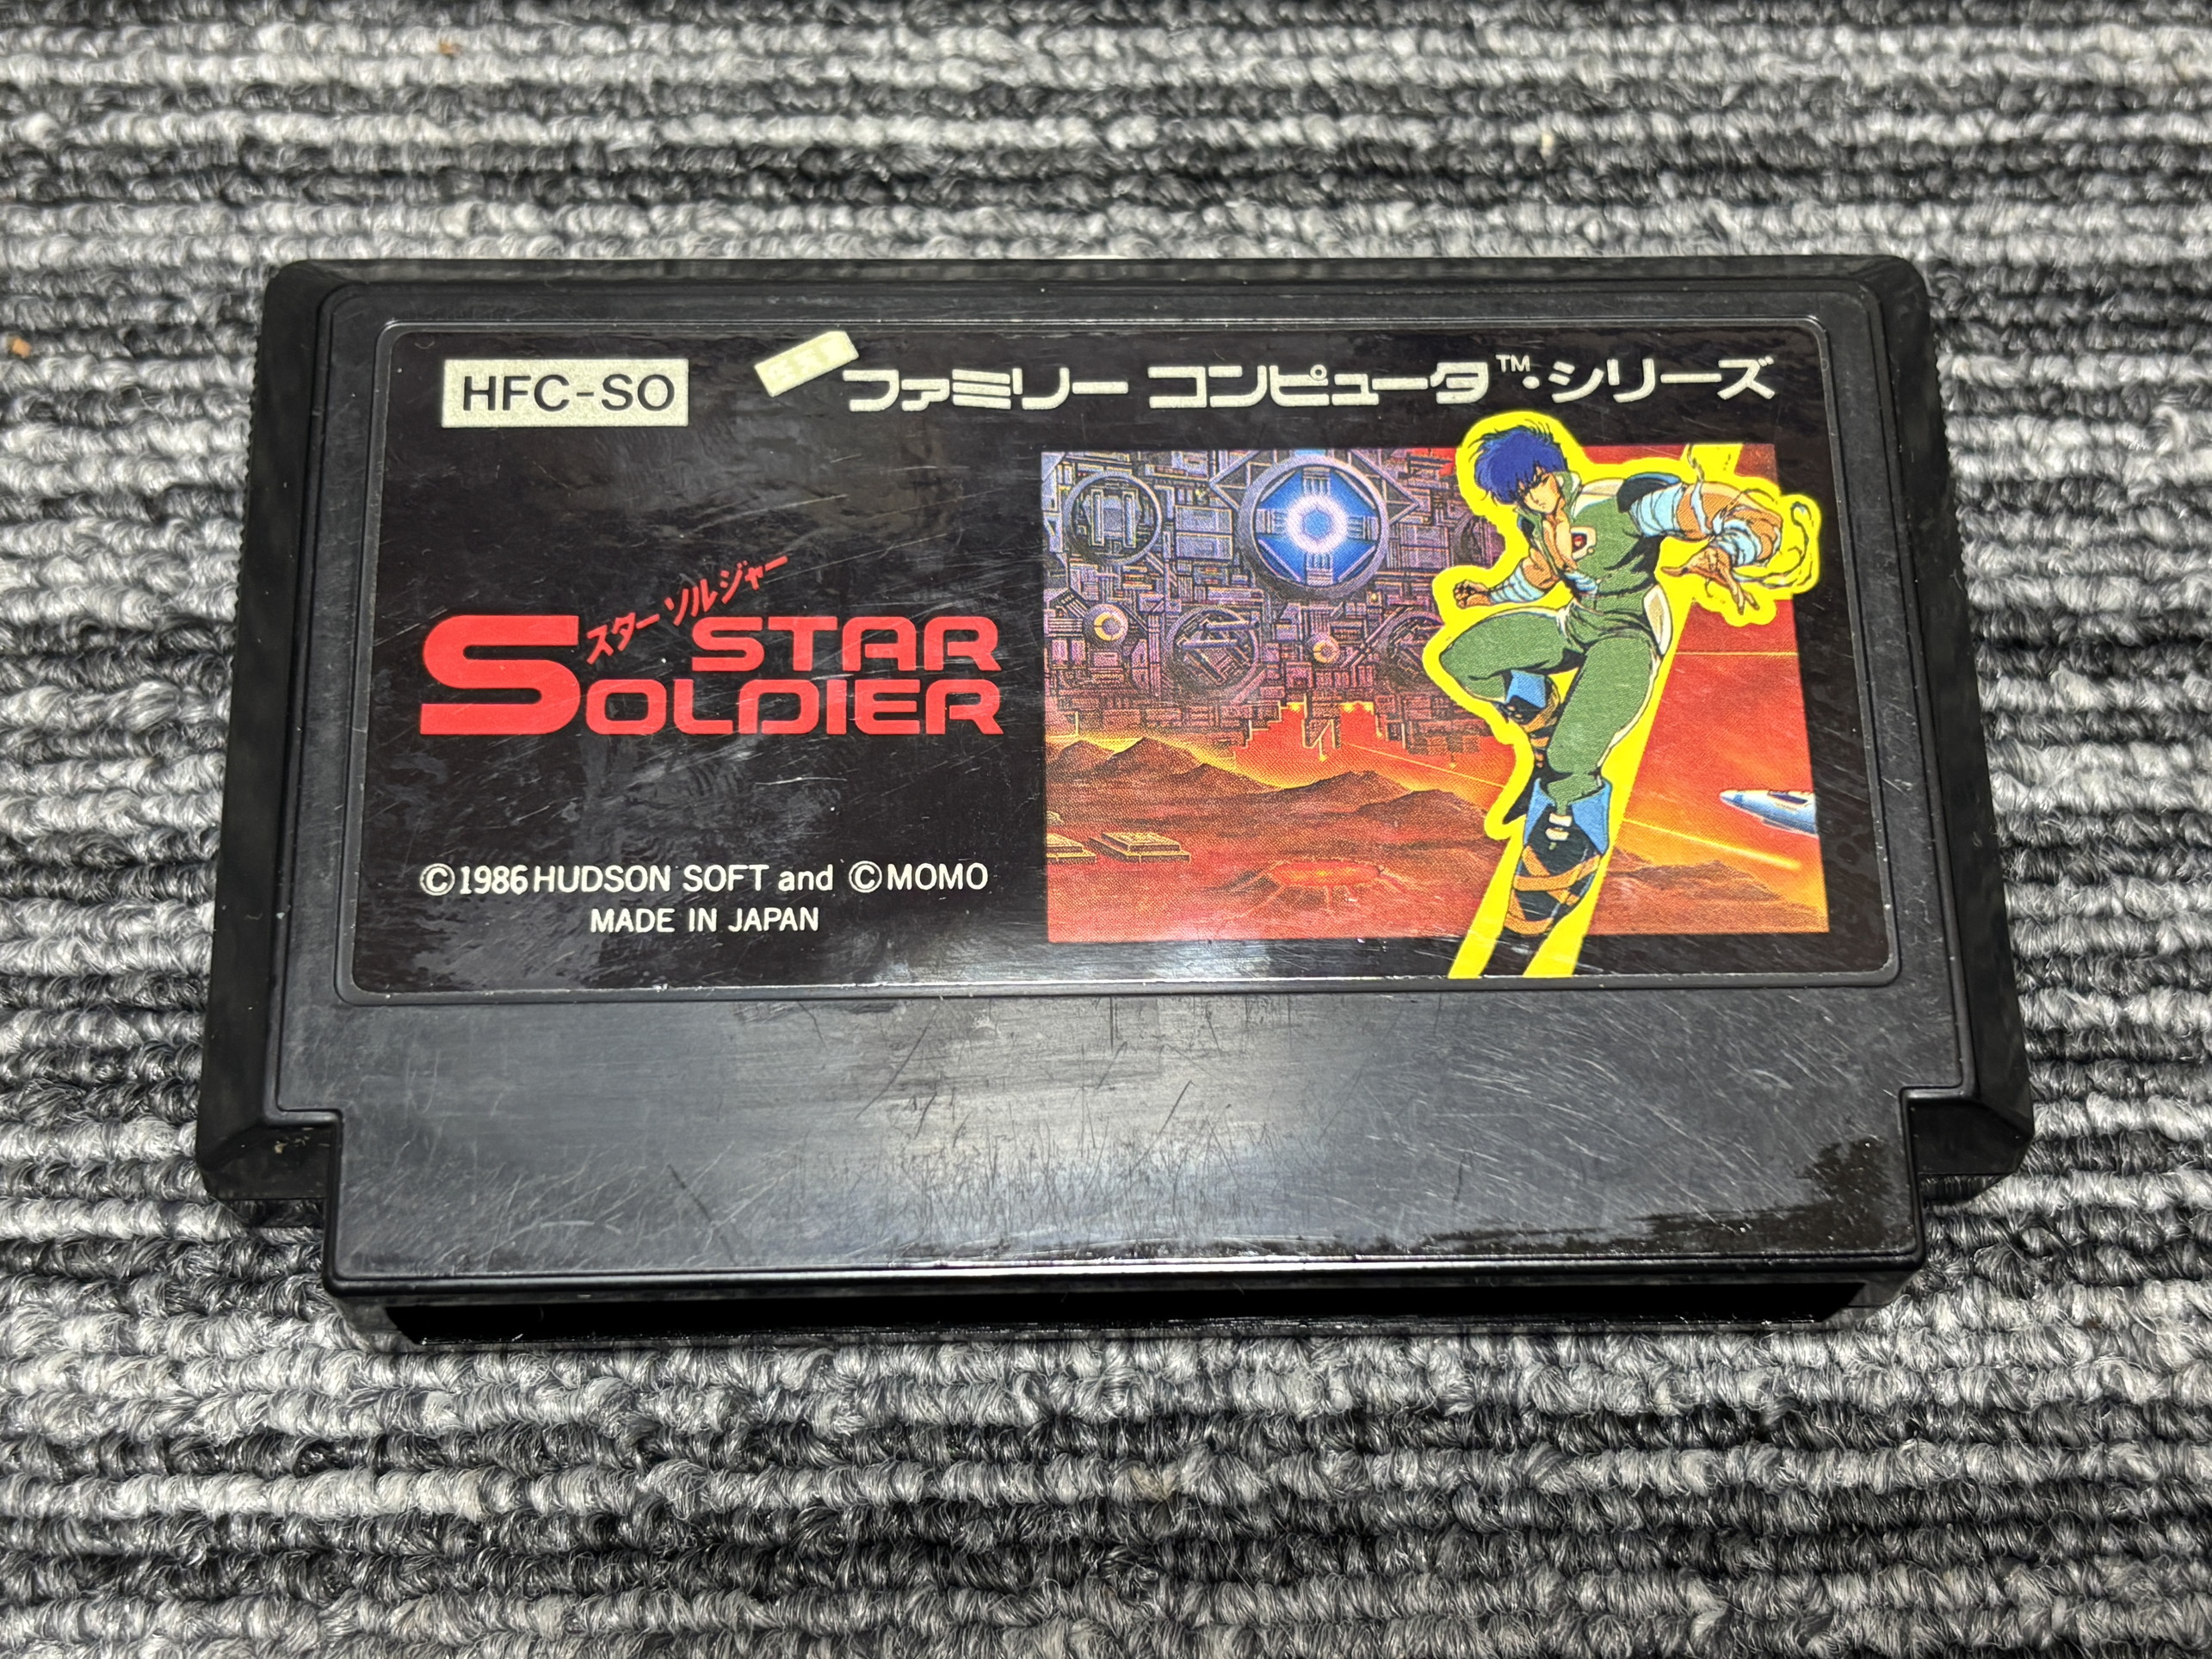 HFC-SO
ファミリー コンピュータ™・シリーズ
スター ソルジャー
STAR
SOLDIER
©1986 HUDSON SOFT and ©MOMO
MADE IN JAPAN